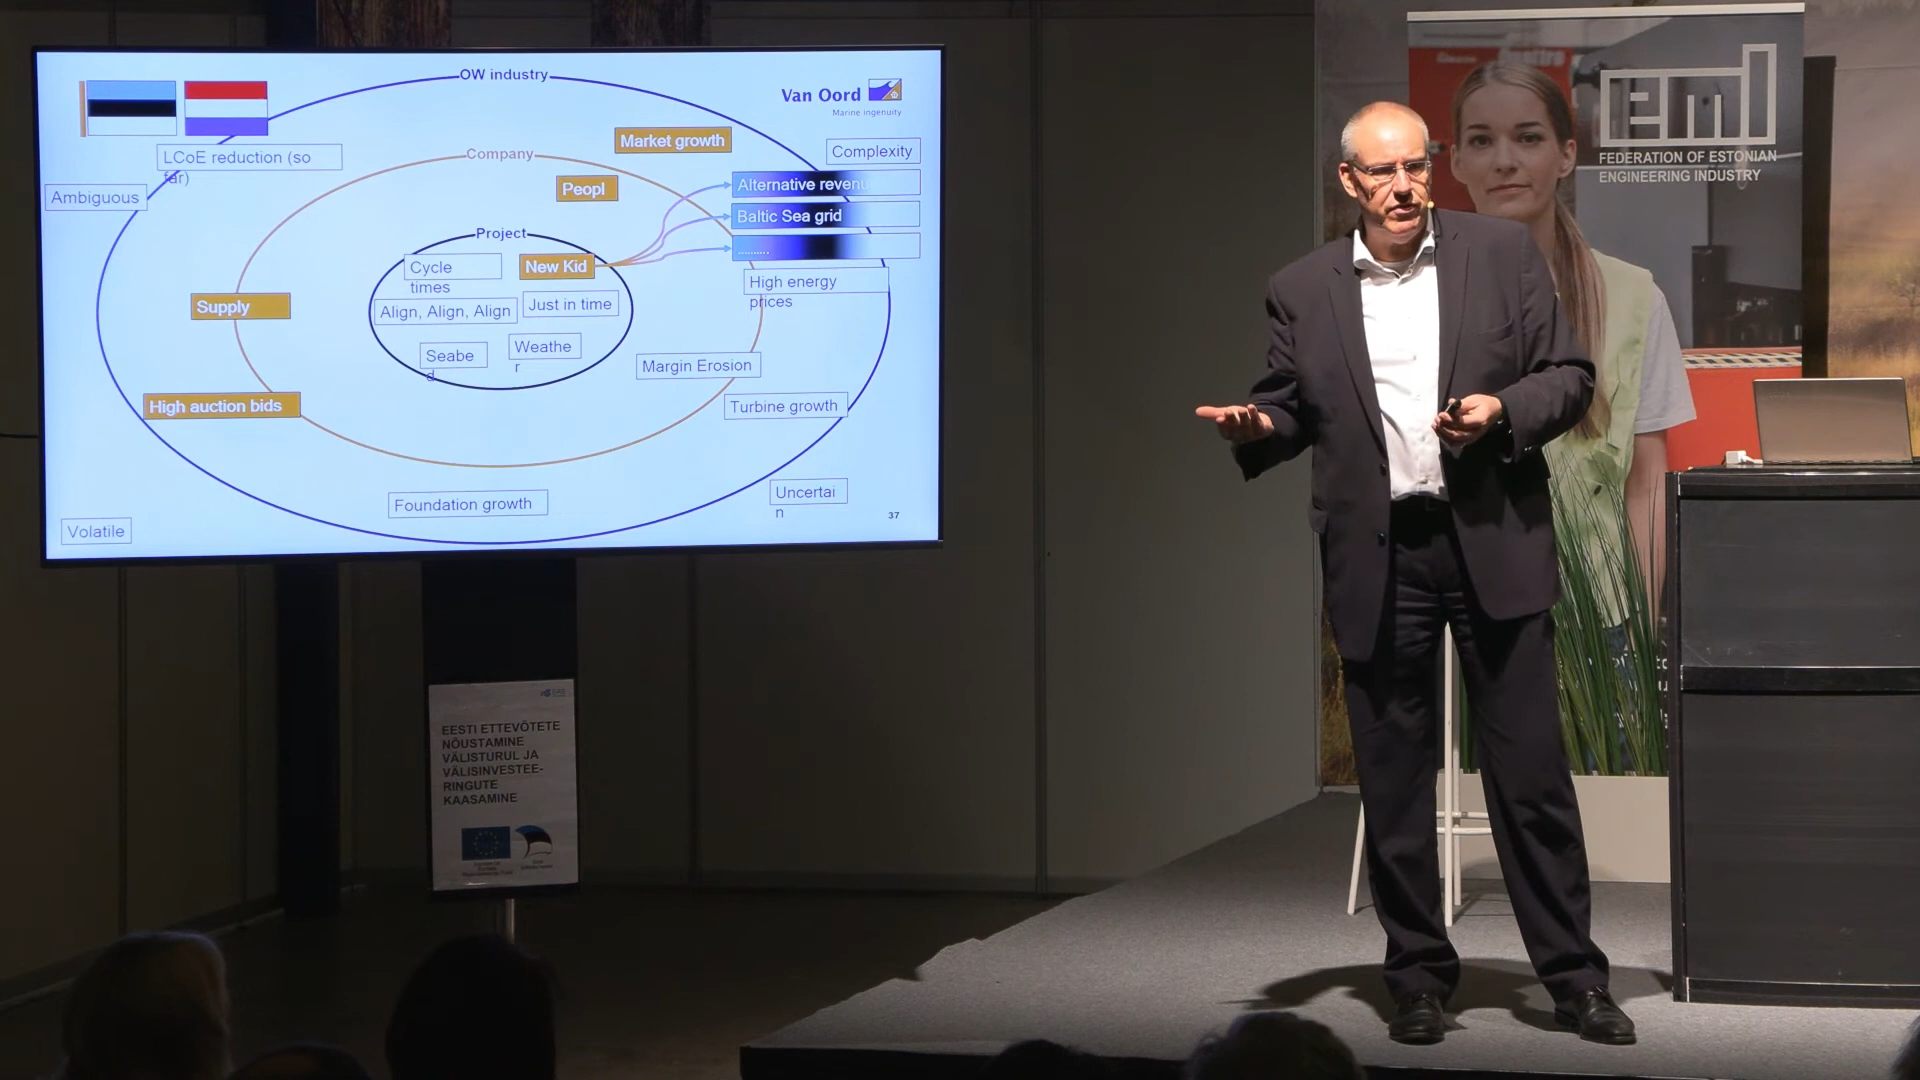 OW industry
Van Oord
Marine ingenuity
Market growth
Complexity
LCoE reduction (so
far)
Company
Ambiguous
Peopl
Alternative revenu
Baltic Sea grid
..........
Project
Cycle
times
New Kid
High energy
prices
Supply
Align, Align, Align
Just in time
Seabe
d
Weathe
r
Margin Erosion
High auction bids
Turbine growth
Foundation growth
Uncertai
n
37
Volatile
eml
FEDERATION OF ESTONIAN
ENGINEERING INDUSTRY
EESTI ETTEVÕTETE
NÕUSTAMINE
VÄLISTURUL JA
VÄLISINVESTEE-
RINGUTE
KAASAMINE